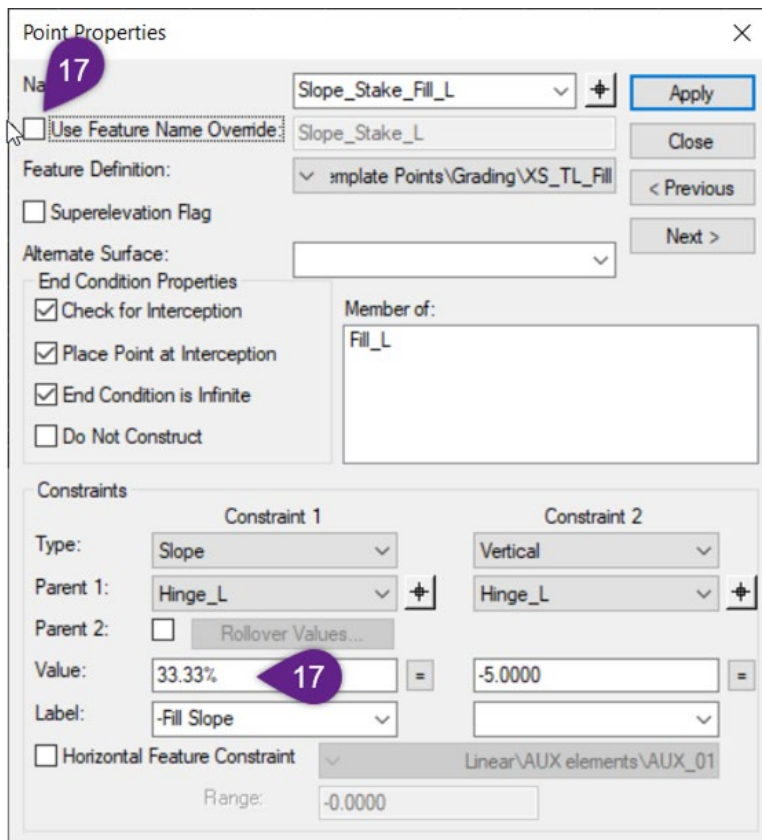 Point Properties
17
Na
Slope_Stake_Fill_L
Apply
Use Feature Name Override:
Slope_Stake_L
Close
Feature Definition:
emplate Points\Grading\XS_TL_Fill
< Previous
Superelevation Flag
Next >
Alternate Surface:
End Condition Properties
Check for Interception
Place Point at Interception
End Condition is Infinite
Do Not Construct
Member of:
Fill_L
Constraints
Constraint 1
Constraint 2
Type:
Slope
Vertical
Parent 1:
Hinge_L
Hinge_L
Parent 2:
Rollover Values...
Value:
33.33%
17
=
-5.0000
=
Label:
-Fill Slope
Horizontal Feature Constraint
Linear\AUX elements\AUX_01
Range:
-0.0000